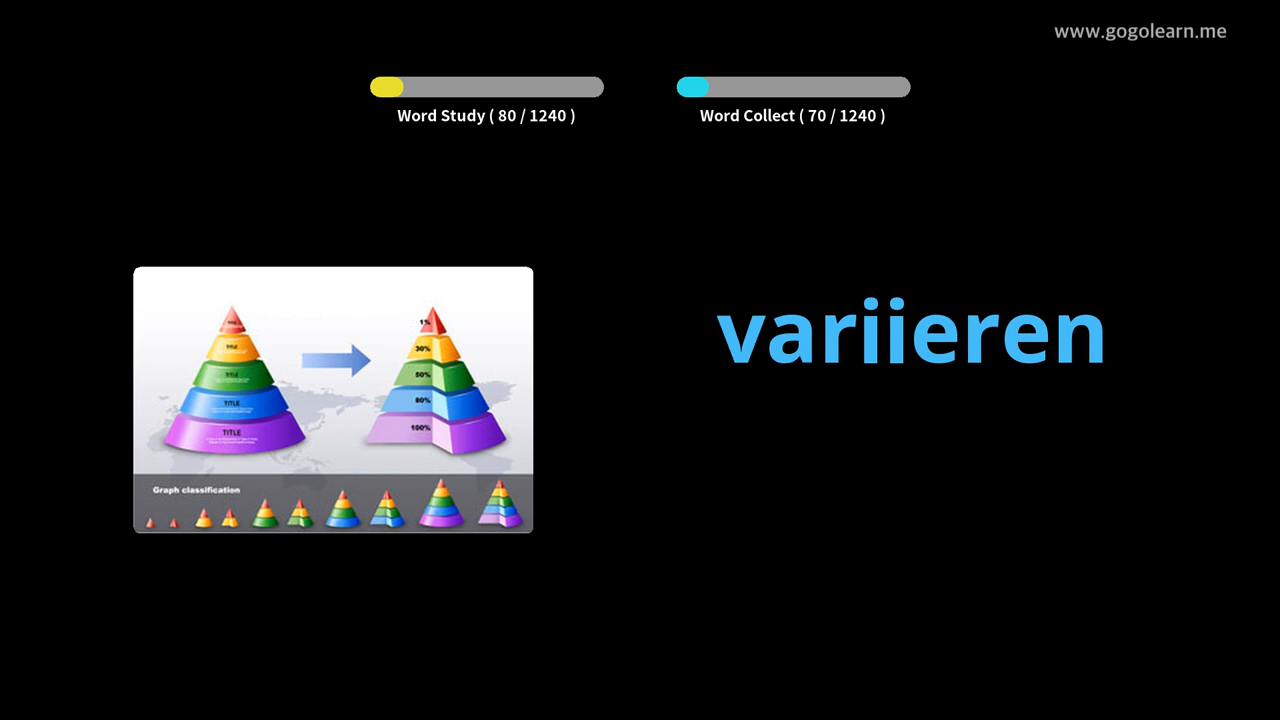 www.gogolearn.me
Word Study ( 80 / 1240 )
Word Collect ( 70 / 1240 )
variieren
TITLE
TITLE
TITLE
TITLE
1%
30%
50%
80%
100%
Graph classification